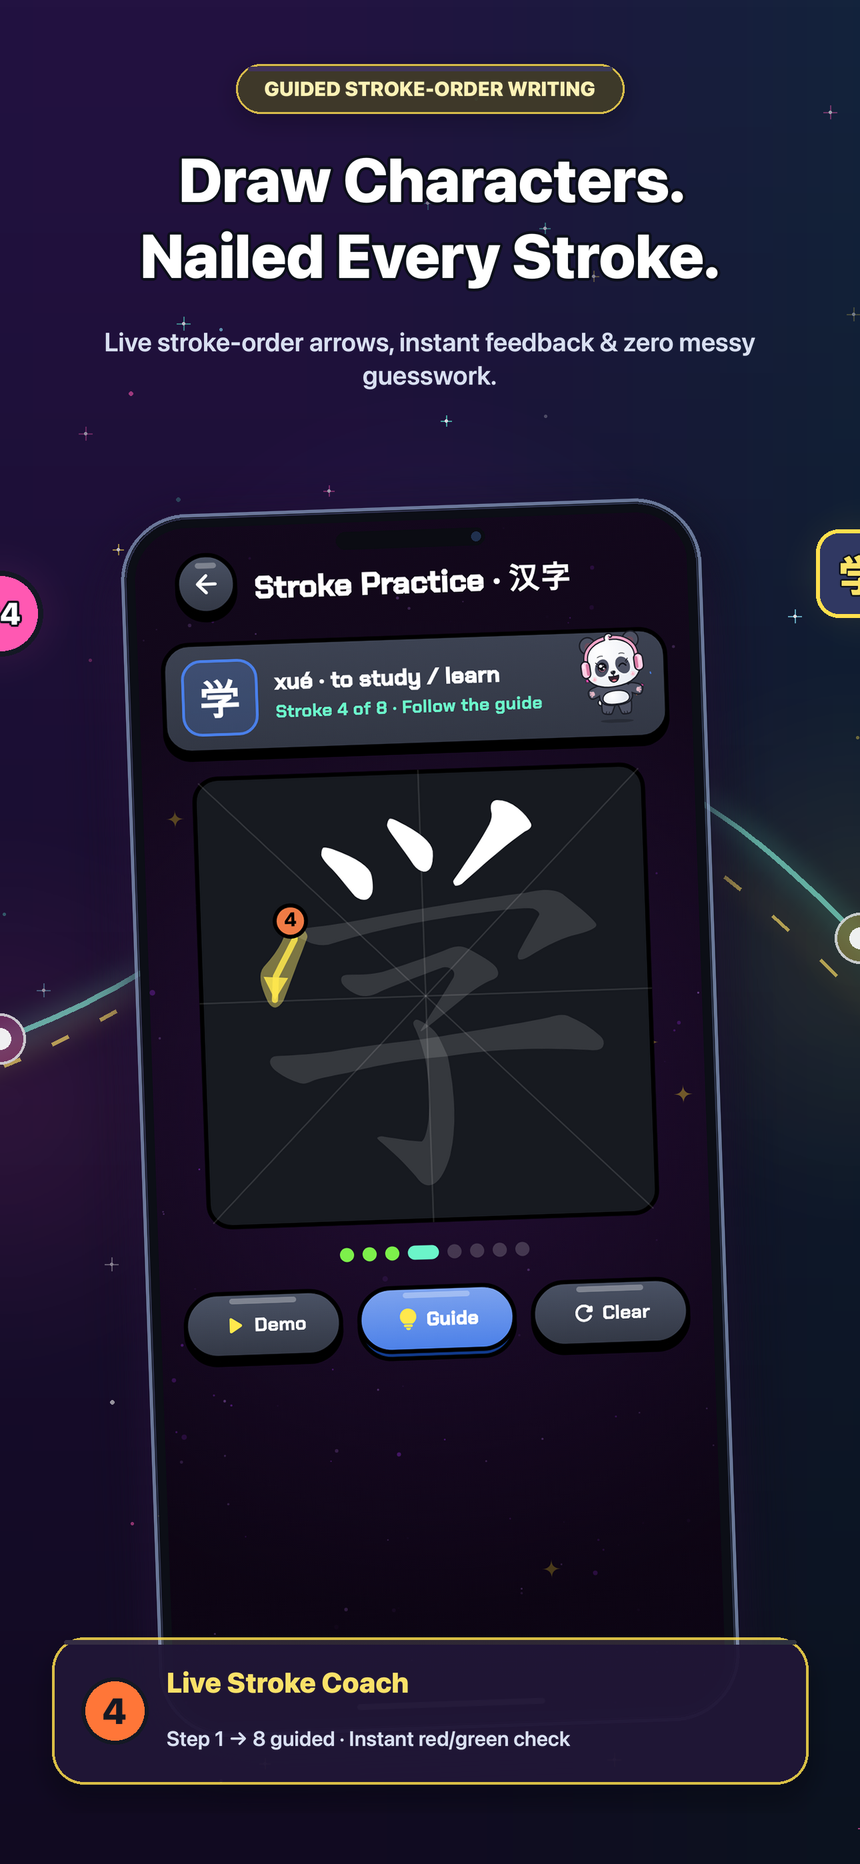 GUIDED STROKE-ORDER WRITING
Draw Characters.
Nailed Every Stroke.
Live stroke-order arrows, instant feedback & zero messy
guesswork.
Stroke Practice · 汉字
4
学
学
xué · to study / learn
Stroke 4 of 8 · Follow the guide
4
学
Demo
Guide
Clear
4
Live Stroke Coach
Step 1 → 8 guided · Instant red/green check